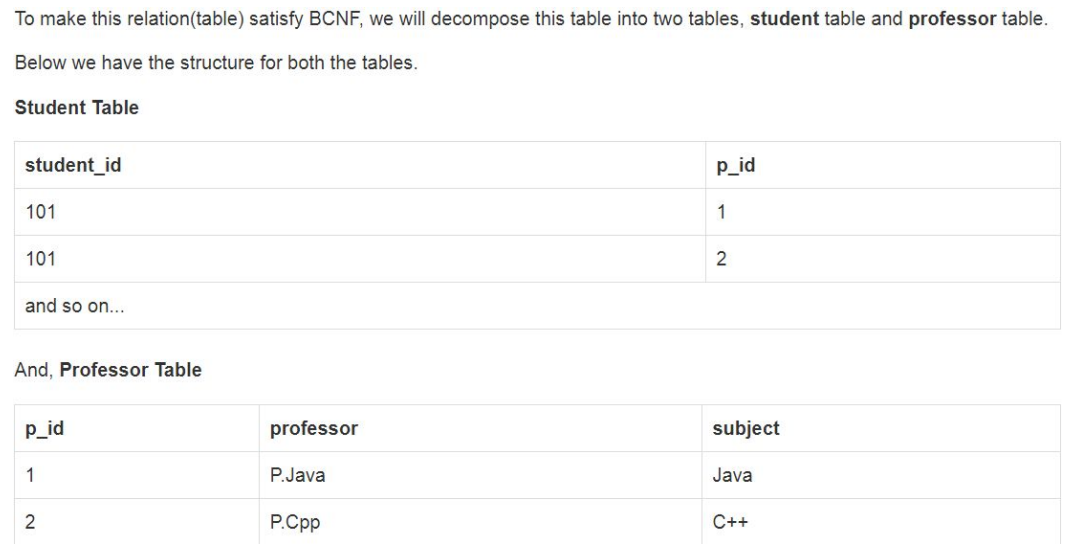 To make this relation(table) satisfy BCNF, we will decompose this table into two tables, student table and professor table.
Below we have the structure for both the tables.
Student Table
student_id p_id
101 1
101 2
and so on...
And, Professor Table
p_id professor subject
1 P.Java Java
2 P.Cpp C++